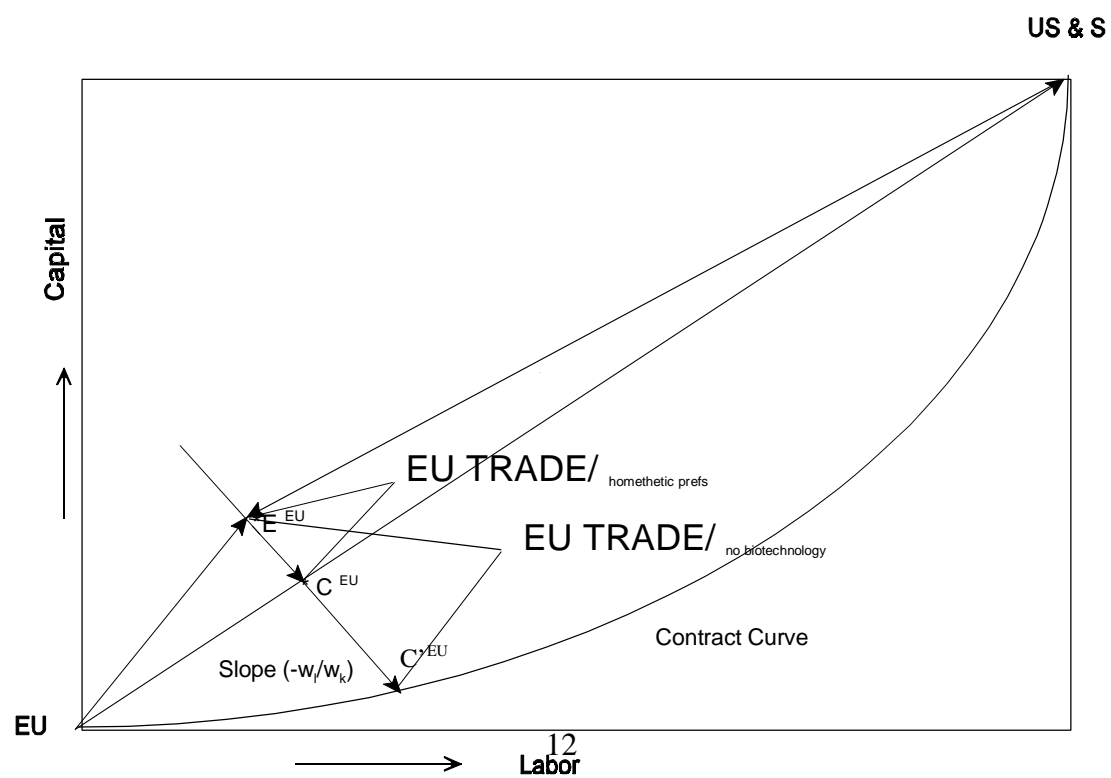 US & S
Capital
EU TRADE/ homethetic prefs
E EU
EU TRADE/ no biotechnology
C EU
Contract Curve
C' EU
Slope (-wl/wk)
EU
12
Labor